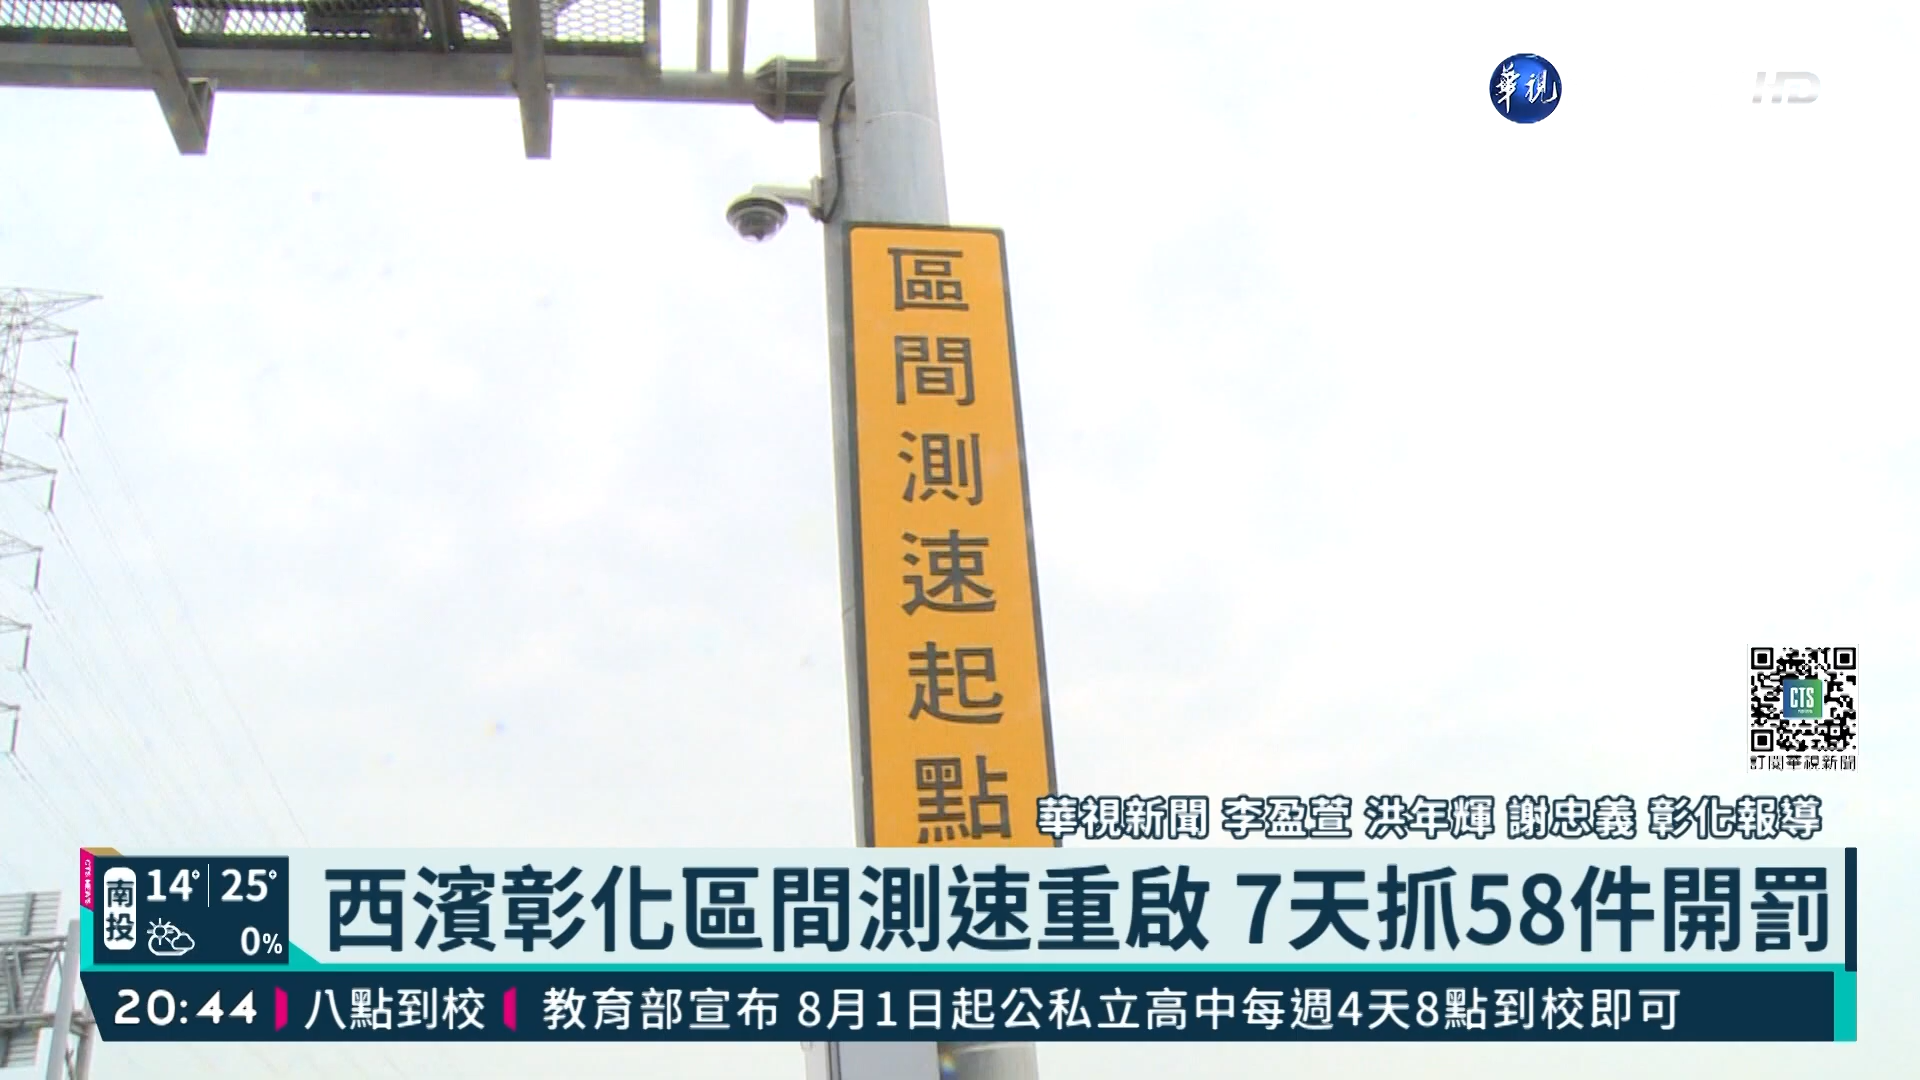 華視
HD
區間測速起點
CTS
訂閱華視新聞
華視新聞 李盈萱 洪年輝 謝忠義 彰化報導
CTS NEWS
南投
14° 25°
0%
西濱彰化區間測速重啟 7天抓58件開罰
20:44 八點到校 教育部宣布 8月1日起公私立高中每週4天8點到校即可